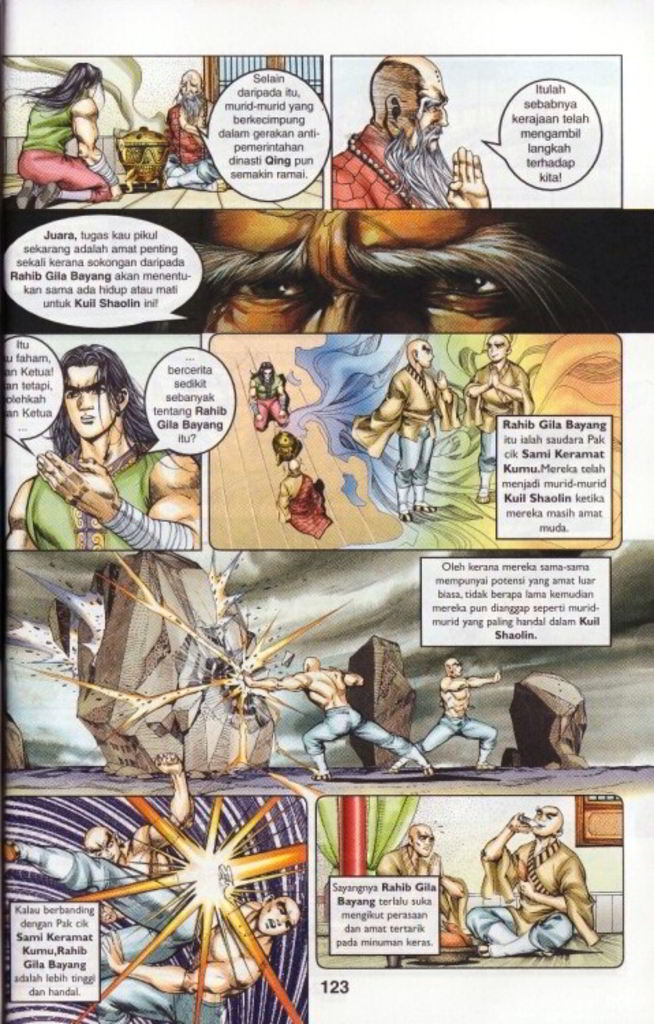 Selain
daripada itu,
murid-murid yang
berkecimpung
dalam gerakan anti-
pemerintahan
dinasti Qing pun
semakin ramai.
Itulah
sebabnya
kerajaan telah
mengambil
langkah
terhadap
kita!
Juara, tugas kau pikul
sekarang adalah amat penting
sekali kerana sokongan daripada
Rahib Gila Bayang akan menentu-
kan sama ada hidup atau mati
untuk Kuil Shaolin ini!
Itu
u faham,
an Ketua!
an tetapi,
olehkah
an Ketua
...
...
bercerita
sedikit
sebanyak
tentang Rahib
Gila Bayang
itu?
Rahib Gila Bayang
itu ialah saudara Pak
cik Sami Keramat
Kumu.Mereka telah
menjadi murid-murid
Kuil Shaolin ketika
mereka masih amat
muda.
Oleh kerana mereka sama-sama
mempunyai potensi yang amat luar
biasa, tidak berapa lama kemudian
mereka pun dianggap seperti murid-
murid yang paling handal dalam Kuil
Shaolin.
Kalau berbanding
dengan Pak cik
Sami Keramat
Kumu,Rahib
Gila Bayang
adalah lebih tinggi
dan handal.
Sayangnya Rahib Gila
Bayang terlalu suka
mengikut perasaan
dan amat tertarik
pada minuman keras.
123